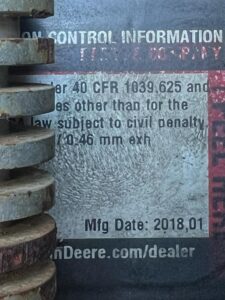 ON CONTROL INFORMATION
er 40 CFR 1039.625 and
es other than for the
A law subject to civil penalty
/ 0.46 mm exh
Mfg Date: 2018.01
nDeere.com/dealer